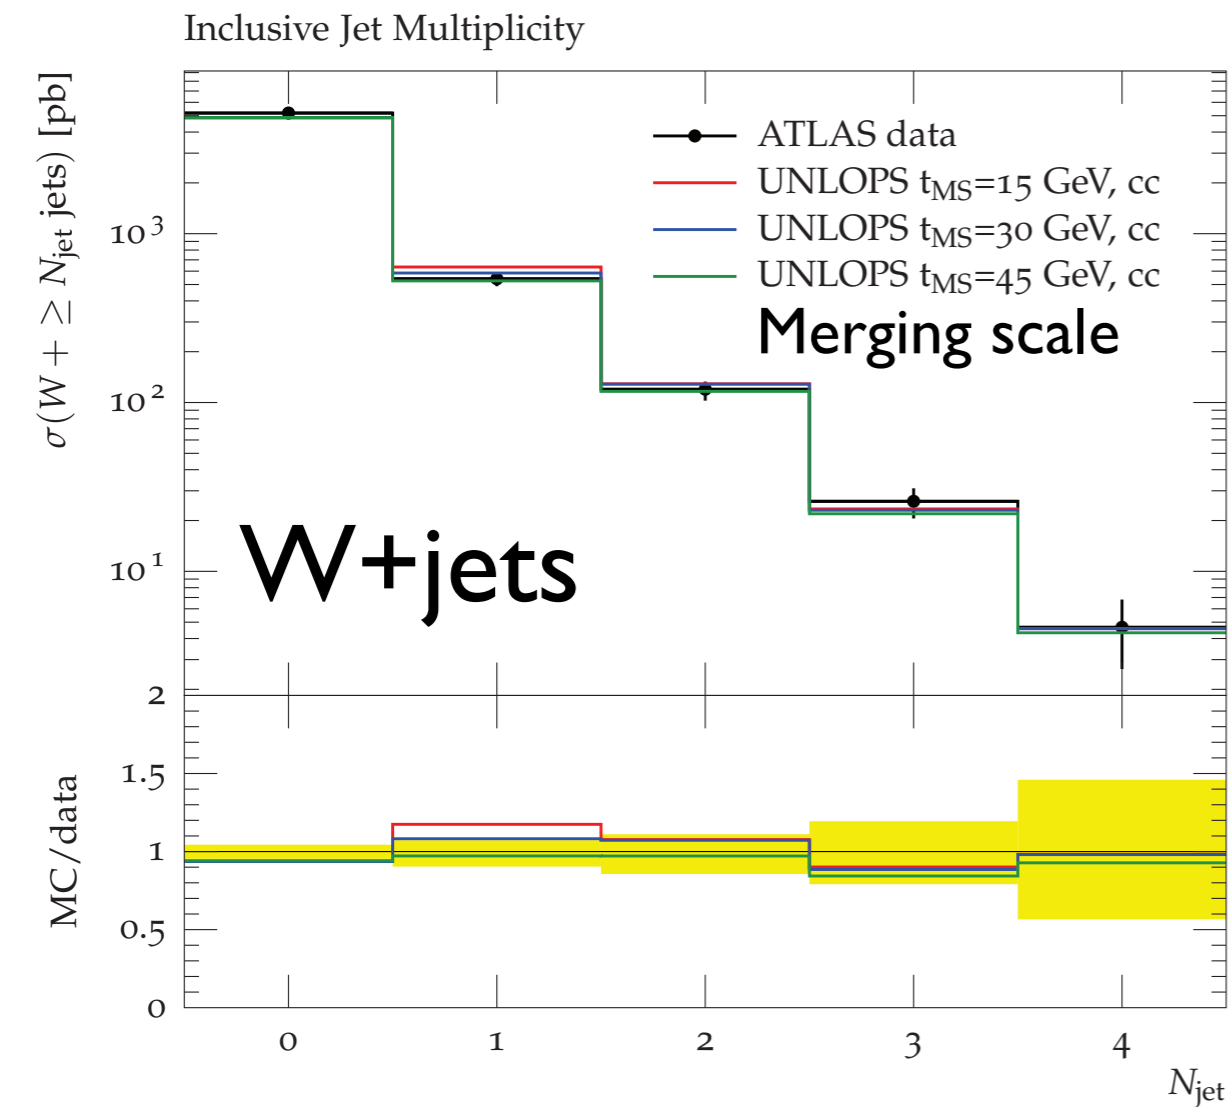 Inclusive Jet Multiplicity
σ(W + ≥ N_jet jets) [pb]
ATLAS data
UNLOPS t_MS=15 GeV, cc
UNLOPS t_MS=30 GeV, cc
UNLOPS t_MS=45 GeV, cc
Merging scale
10^3
10^2
10^1
W+jets
MC/data
2
1.5
1
0.5
0
0 1 2 3 4
N_jet